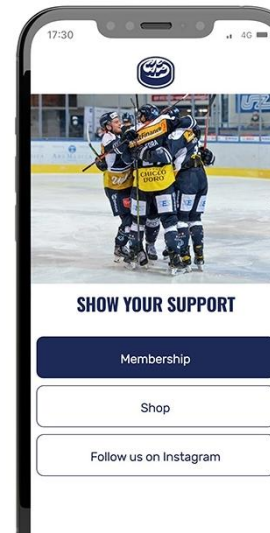 17:30
4G
CHICCO
D'ORO
SHOW YOUR SUPPORT
Membership
Shop
Follow us on Instagram